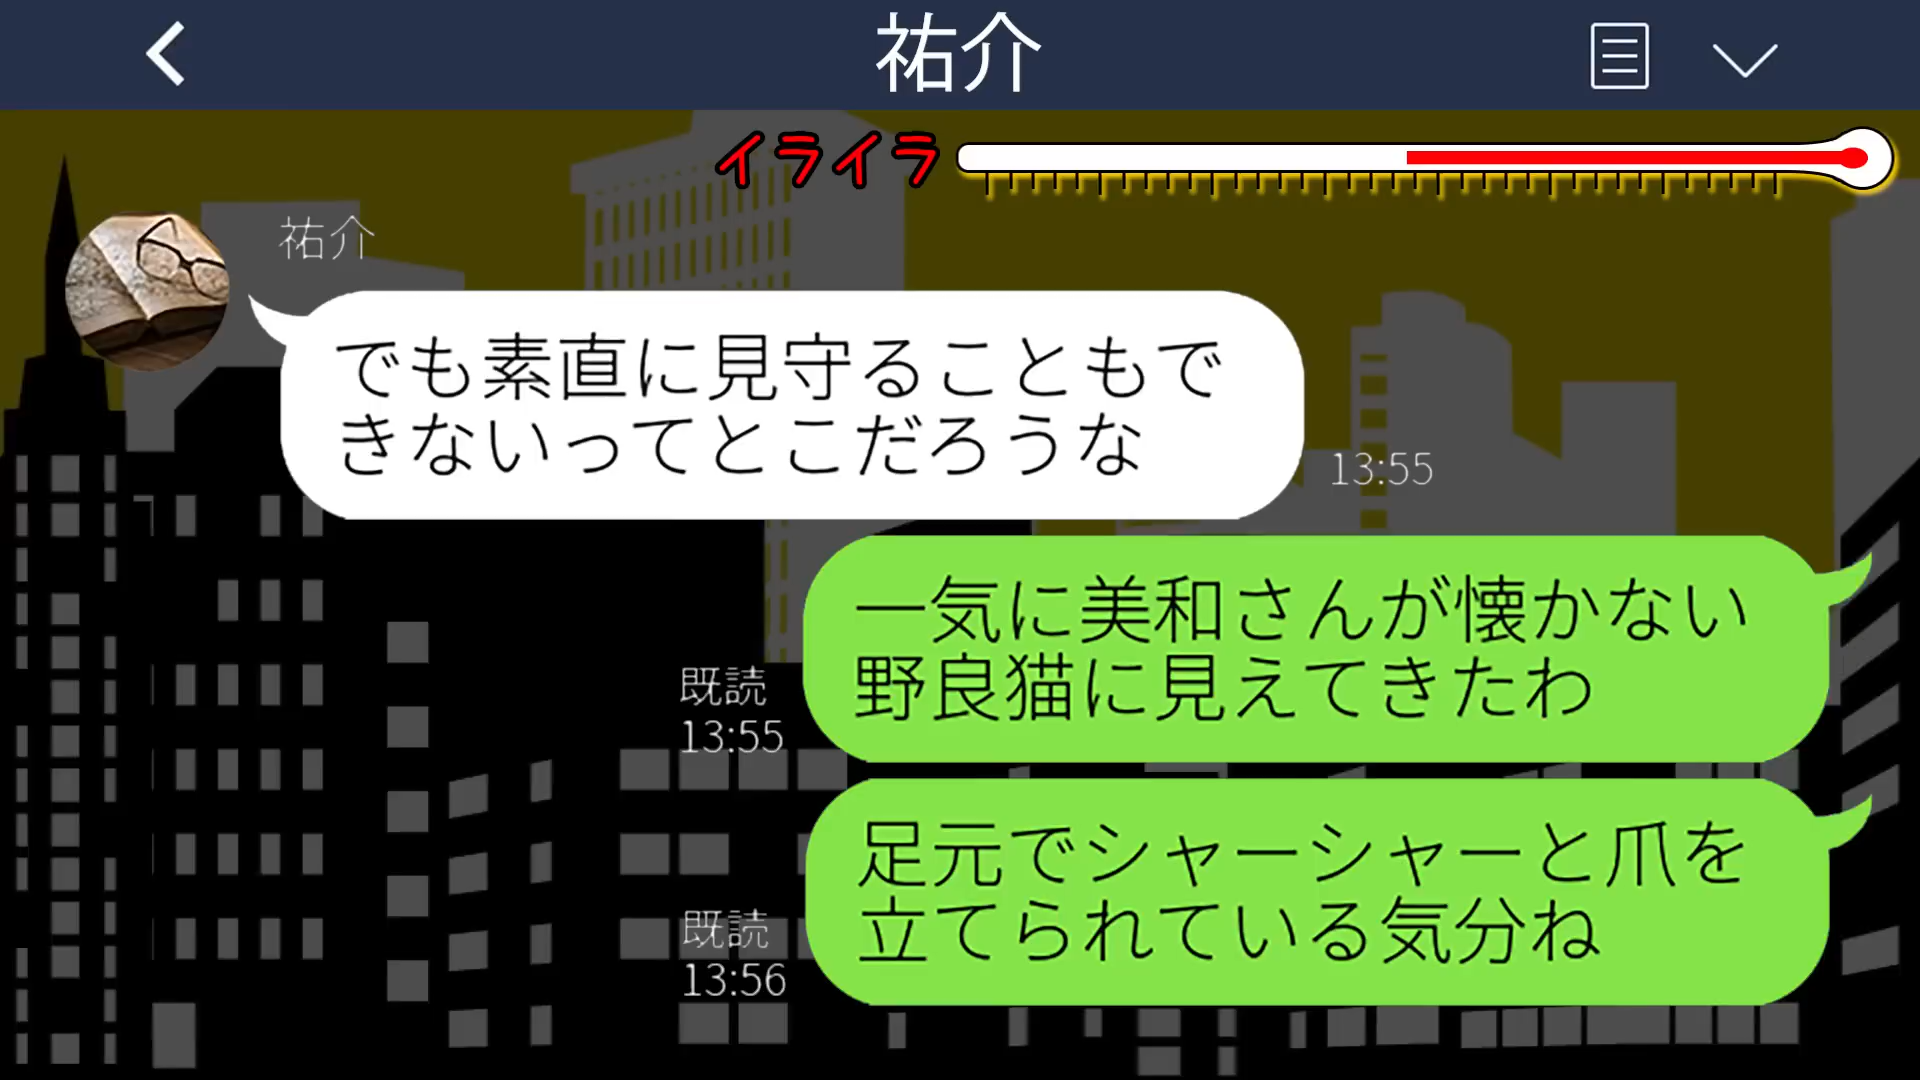 祐介
イライラ
祐介
でも素直に見守ることもで
きないってとこだろうな
13:55
一気に美和さんが懐かない
野良猫に見えてきたわ
既読
13:55
足元でシャーシャーと爪を
立てられている気分ね
既読
13:56